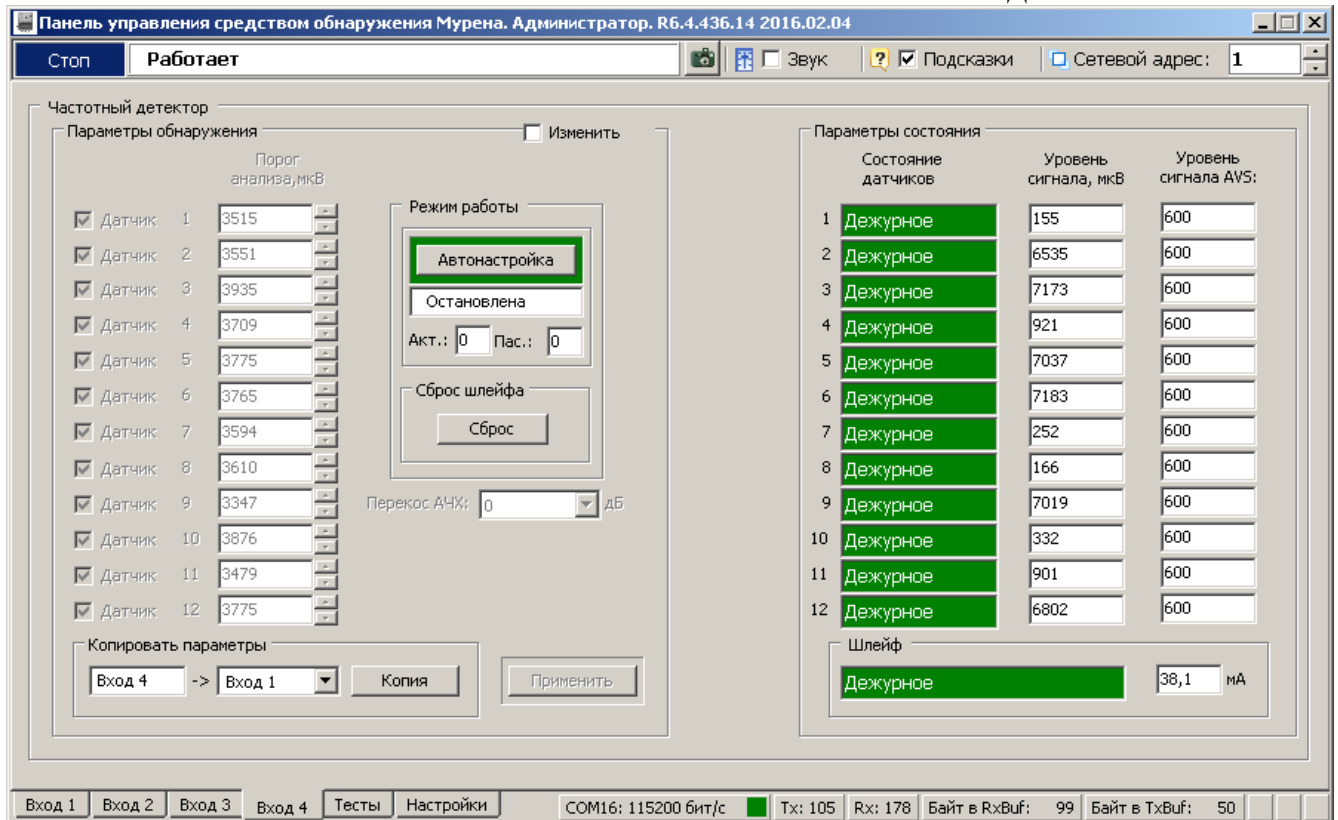 Панель управления средством обнаружения Мурена. Администратор. R6.4.436.14 2016.02.04
Стоп Работает Звук Подсказки Сетевой адрес: 1
Частотный детектор
Параметры обнаружения Изменить
Порог
анализа,мкВ
Датчик 1 3515
Датчик 2 3551
Датчик 3 3935
Датчик 4 3709
Датчик 5 3775
Датчик 6 3765
Датчик 7 3594
Датчик 8 3610
Датчик 9 3347
Датчик 10 3876
Датчик 11 3479
Датчик 12 3775
Режим работы
Автонастройка
Остановлена
Акт.: 0 Пас.: 0
Сброс шлейфа
Сброс
Перекос АЧХ: 0 дБ
Копировать параметры
Вход 4 -> Вход 1 Копия
Применить
Параметры состояния
Состояние
датчиков
Уровень
сигнала, мкВ
Уровень
сигнала AVS:
1 Дежурное 155 600
2 Дежурное 6535 600
3 Дежурное 7173 600
4 Дежурное 921 600
5 Дежурное 7037 600
6 Дежурное 7183 600
7 Дежурное 252 600
8 Дежурное 166 600
9 Дежурное 7019 600
10 Дежурное 332 600
11 Дежурное 901 600
12 Дежурное 6802 600
Шлейф
Дежурное 38,1 мА
Вход 1 Вход 2 Вход 3 Вход 4 Тесты Настройки COM16: 115200 бит/с Tx: 105 Rx: 178 Байт в RxBuf: 99 Байт в TxBuf: 50